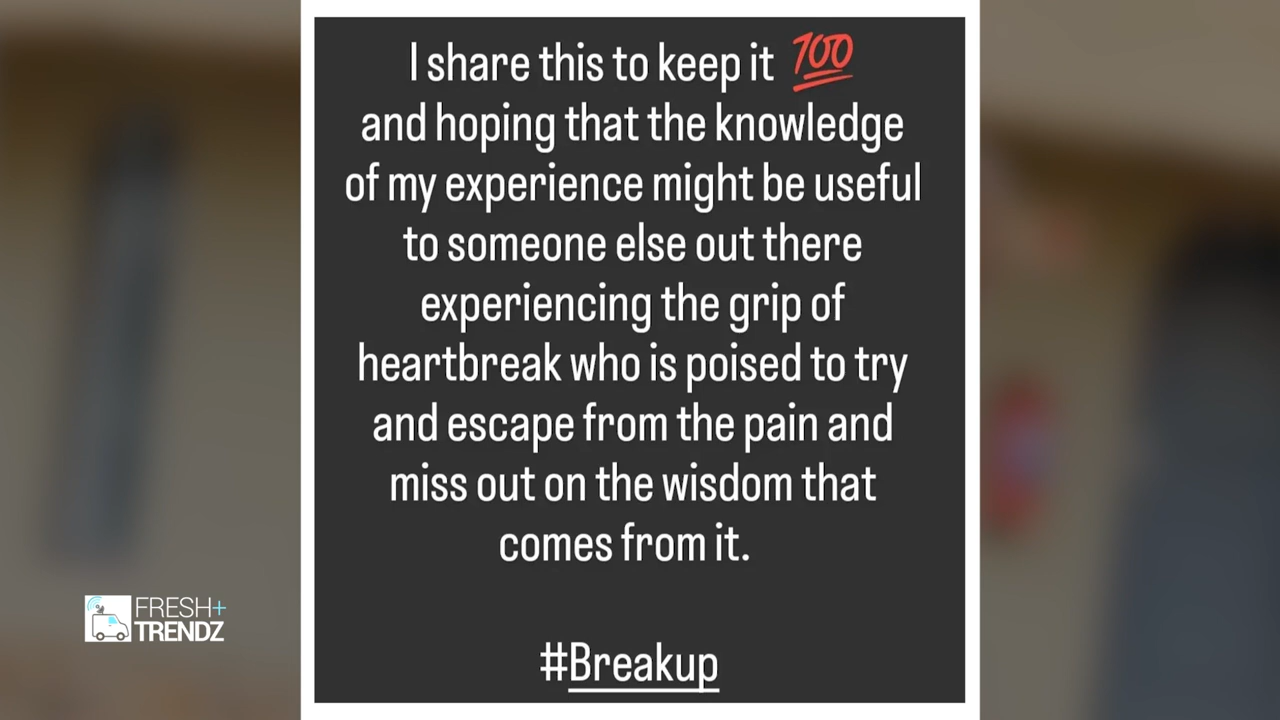 I share this to keep it 💯
and hoping that the knowledge
of my experience might be useful
to someone else out there
experiencing the grip of
heartbreak who is poised to try
and escape from the pain and
miss out on the wisdom that
comes from it.
#Breakup
FRESH+
TRENDZ